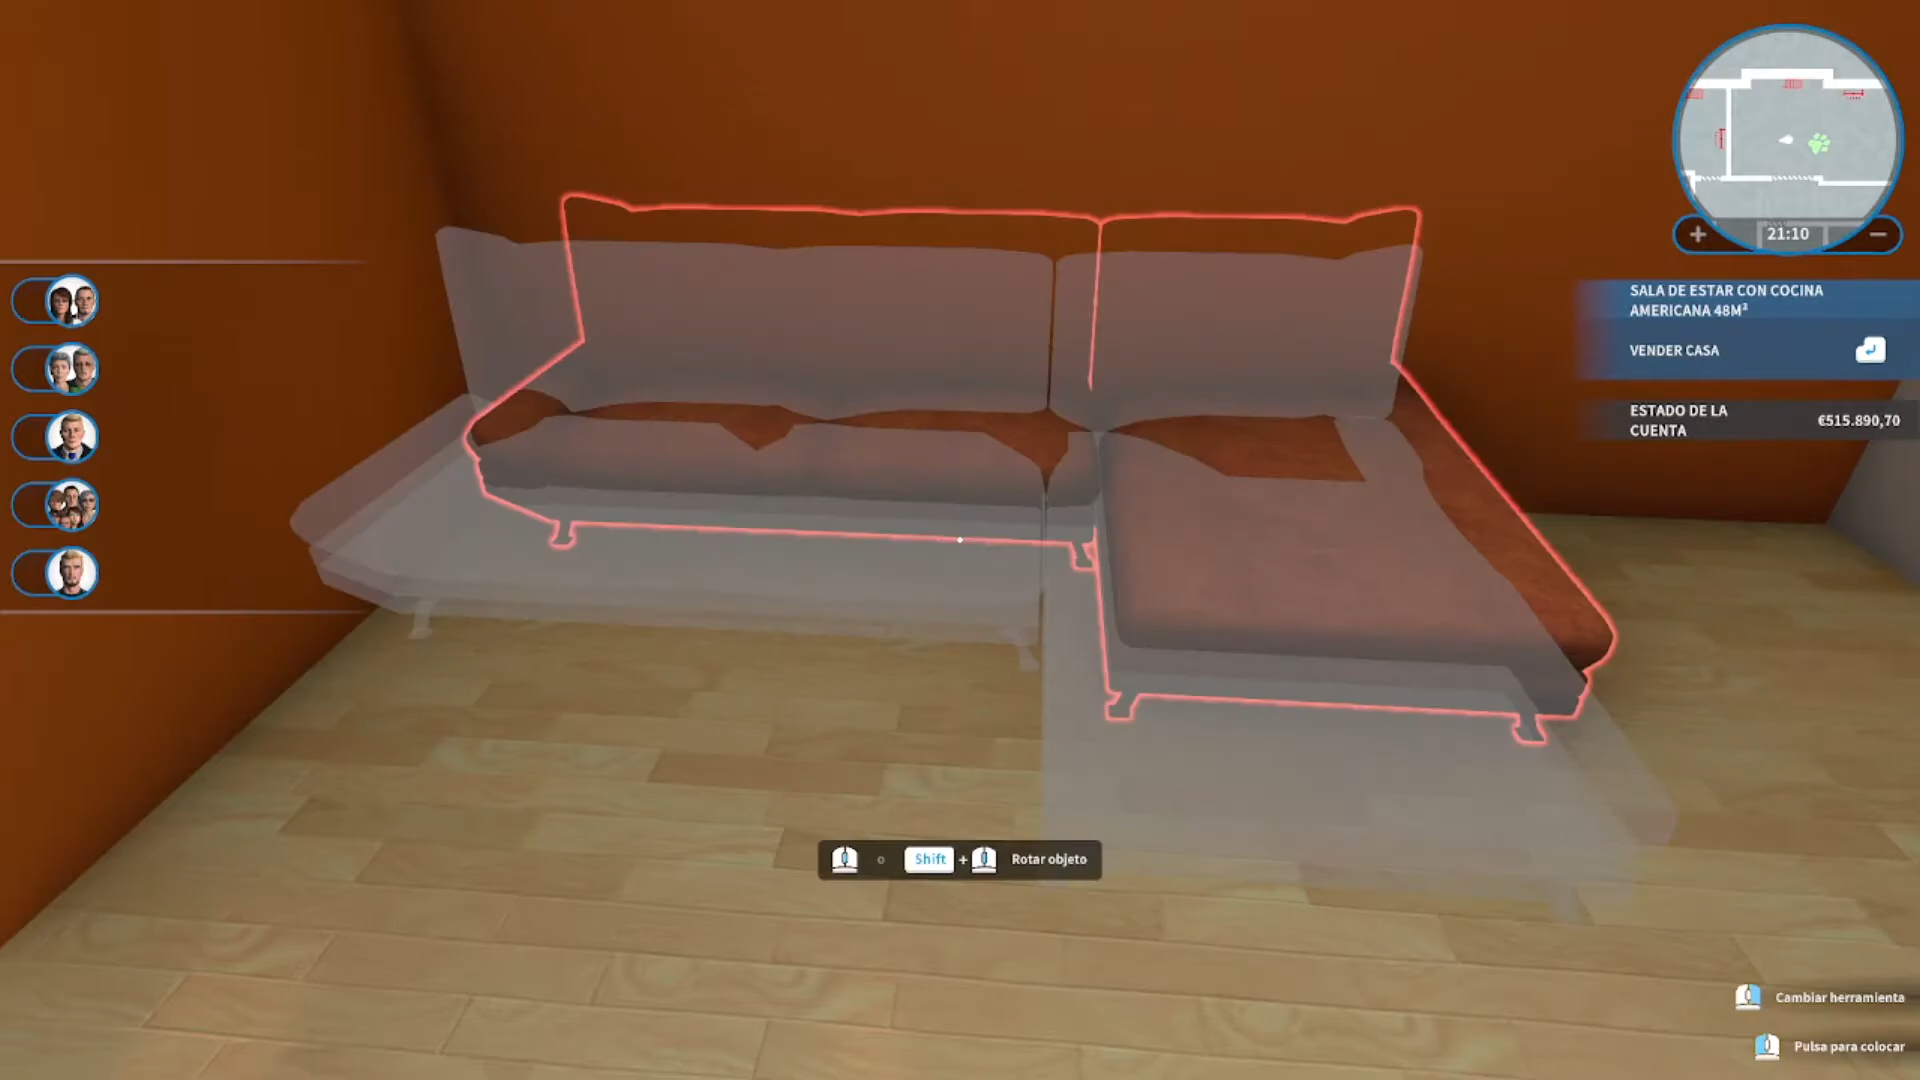 21:10
SALA DE ESTAR CON COCINA
AMERICANA 48M²
VENDER CASA
ESTADO DE LA
CUENTA
€515.890,70
o Shift + Rotar objeto
Cambiar herramienta
Pulsa para colocar